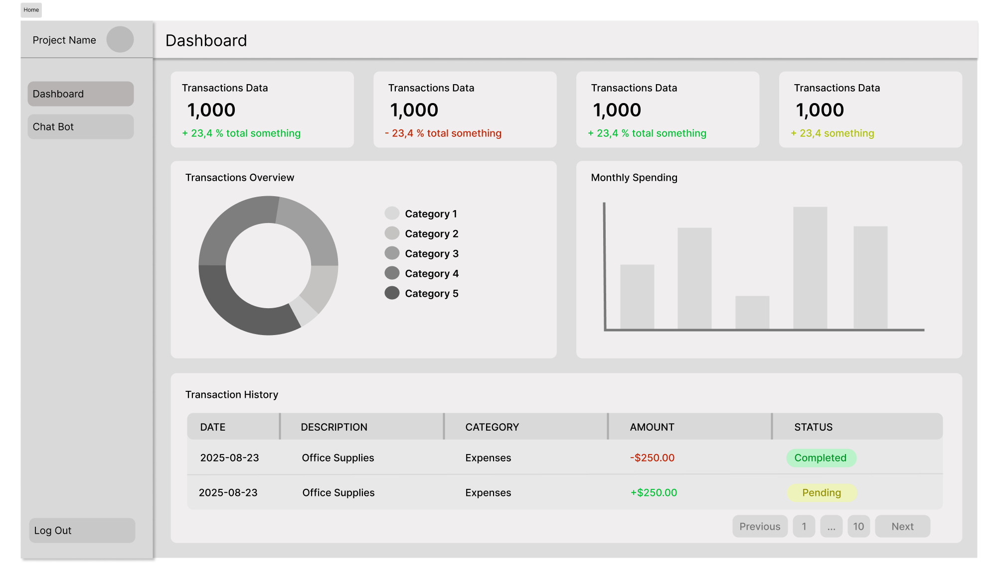 Home
Project Name
Dashboard
Dashboard
Chat Bot
Log Out
Transactions Data
1,000
+ 23,4 % total something
Transactions Data
1,000
- 23,4 % total something
Transactions Data
1,000
+ 23,4 % total something
Transactions Data
1,000
+ 23,4 something
Transactions Overview
Category 1
Category 2
Category 3
Category 4
Category 5
Monthly Spending
Transaction History
DATE DESCRIPTION CATEGORY AMOUNT STATUS
2025-08-23 Office Supplies Expenses -$250.00 Completed
2025-08-23 Office Supplies Expenses +$250.00 Pending
Previous 1 ... 10 Next